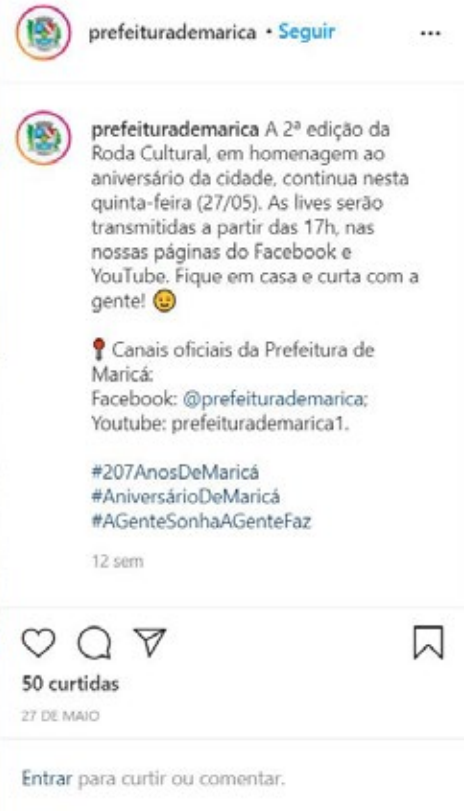 prefeiturademarica • Seguir
prefeiturademarica A 2ª edição da
Roda Cultural, em homenagem ao
aniversário da cidade, continua nesta
quinta-feira (27/05). As lives serão
transmitidas a partir das 17h, nas
nossas páginas do Facebook e
YouTube. Fique em casa e curta com a
gente! 😉
📍 Canais oficiais da Prefeitura de
Maricá:
Facebook: @prefeiturademarica;
Youtube: prefeiturademarica1.
#207AnosDeMaricá
#AniversárioDeMaricá
#AGenteSonhaAGenteFaz
12 sem
50 curtidas
27 DE MAIO
Entrar para curtir ou comentar.